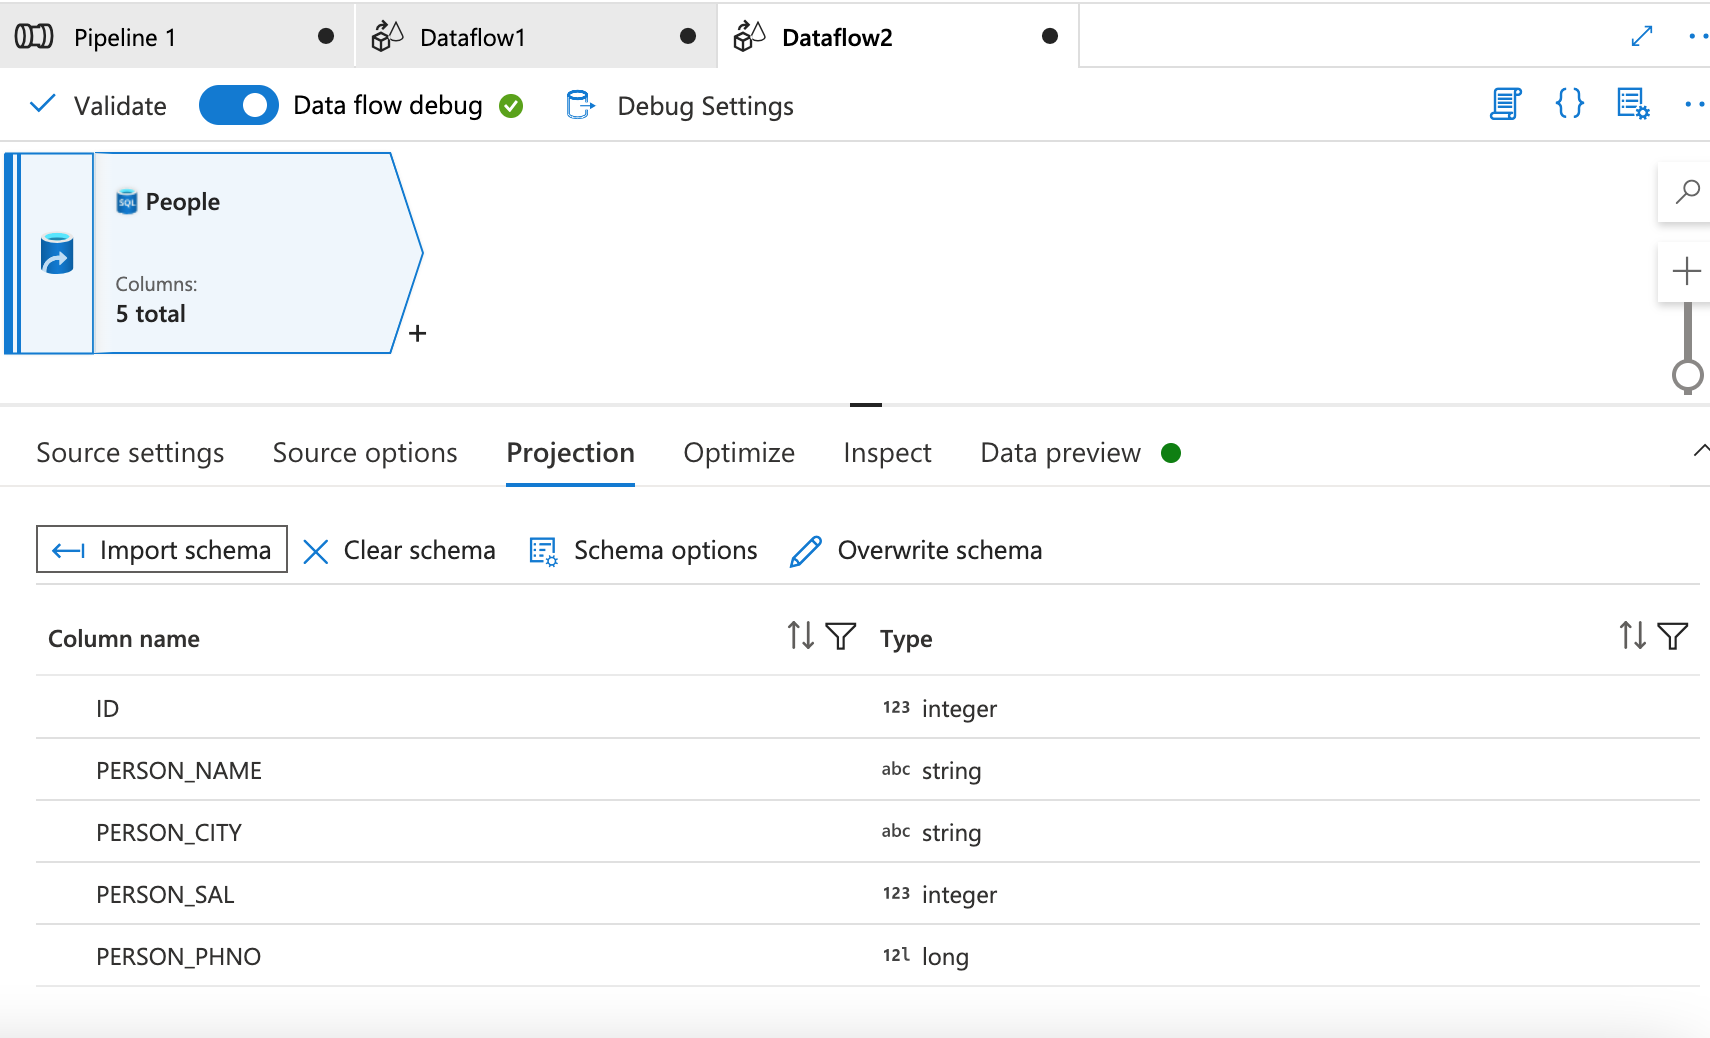 Pipeline 1
Dataflow1
Dataflow2
Validate
Data flow debug
Debug Settings
SQL People
Columns:
5 total
Source settings
Source options
Projection
Optimize
Inspect
Data preview
Import schema
Clear schema
Schema options
Overwrite schema
Column name
Type
ID
123 integer
PERSON_NAME
abc string
PERSON_CITY
abc string
PERSON_SAL
123 integer
PERSON_PHNO
12l long